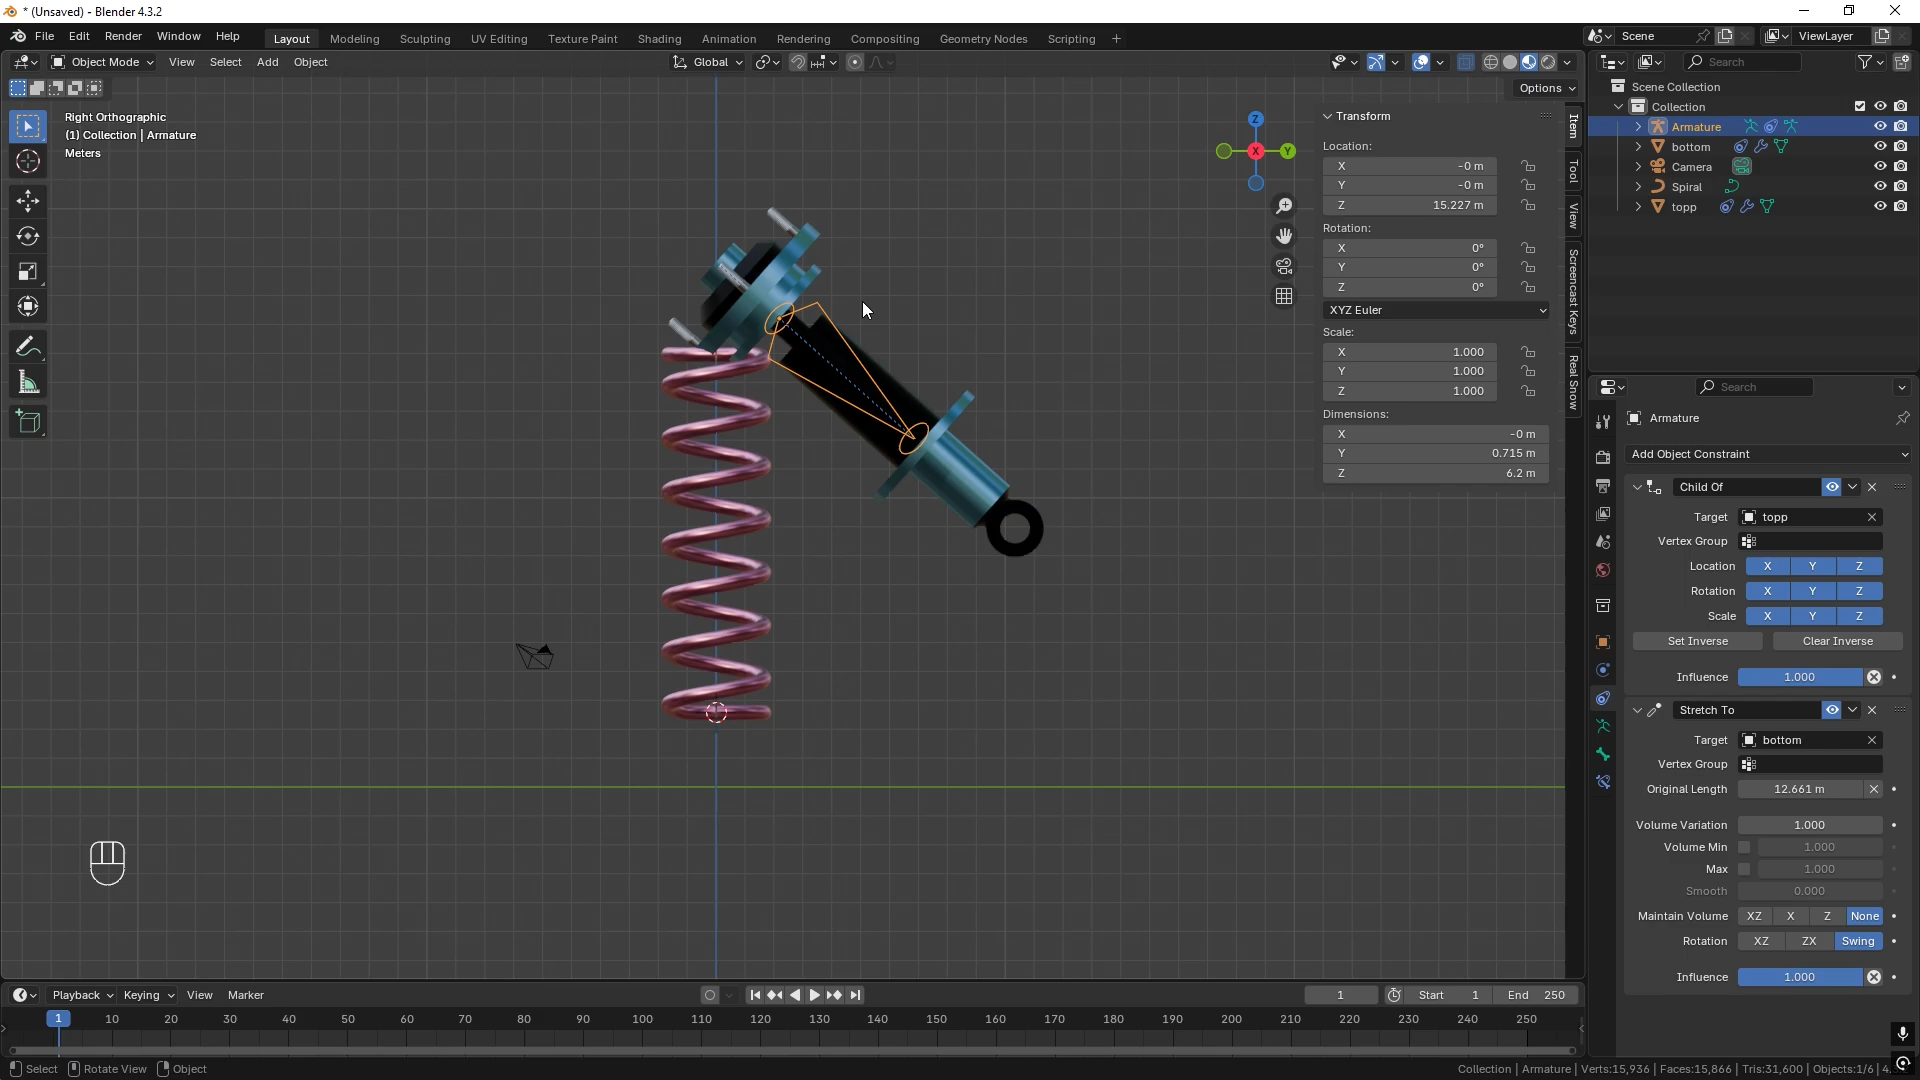 * (Unsaved) - Blender 4.3.2
File Edit Render Window Help
Layout Modeling Sculpting UV Editing Texture Paint Shading Animation Rendering Compositing Geometry Nodes Scripting +
Scene
ViewLayer
Object Mode View Select Add Object
Global
Options
Right Orthographic
(1) Collection | Armature
Meters
Z
Y
X
Transform
Location:
X -0 m
Y -0 m
Z 15.227 m
Rotation:
X 0°
Y 0°
Z 0°
XYZ Euler
Scale:
X 1.000
Y 1.000
Z 1.000
Dimensions:
X -0 m
Y 0.715 m
Z 6.2 m
Item
Tool
View
Screencast Keys
Real Snow
Search
Scene Collection
Collection
Armature
bottom
Camera
Spiral
topp
Search
Armature
Add Object Constraint
Child Of
Target topp
Vertex Group
Location X Y Z
Rotation X Y Z
Scale X Y Z
Set Inverse Clear Inverse
Influence 1.000
Stretch To
Target bottom
Vertex Group
Original Length 12.661 m
Volume Variation 1.000
Volume Min 1.000
Max 1.000
Smooth 0.000
Maintain Volume XZ X Z None
Rotation XZ ZX Swing
Influence 1.000
Playback Keying View Marker
1
Start 1 End 250
1 10 20 30 40 50 60 70 80 90 100 110 120 130 140 150 160 170 180 190 200 210 220 230 240 250
Select Rotate View Object
Collection | Armature | Verts:15,936 | Faces:15,866 | Tris:31,600 | Objects:1/6 | 4.